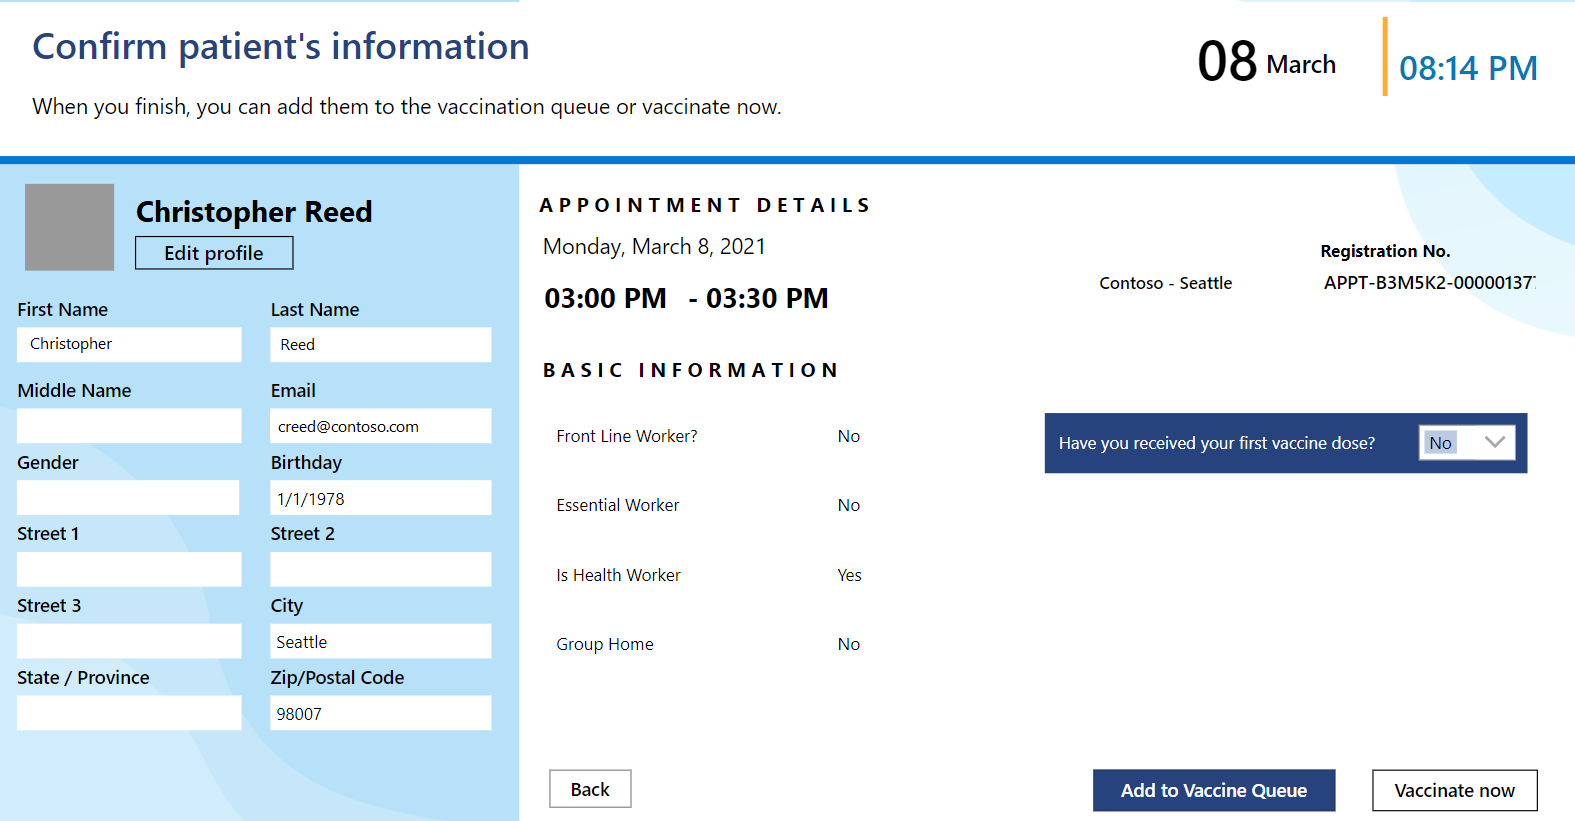 Confirm patient's information
When you finish, you can add them to the vaccination queue or vaccinate now.
08 March
08:14 PM
Christopher Reed
Edit profile
First Name
Last Name
Christopher
Reed
Middle Name
Email
creed@contoso.com
Gender
Birthday
1/1/1978
Street 1
Street 2
Street 3
City
Seattle
State / Province
Zip/Postal Code
98007
APPOINTMENT DETAILS
Monday, March 8, 2021
03:00 PM - 03:30 PM
Contoso - Seattle
Registration No.
APPT-B3M5K2-00000137
BASIC INFORMATION
Front Line Worker? No
Essential Worker No
Is Health Worker Yes
Group Home No
Have you received your first vaccine dose? No
Back
Add to Vaccine Queue
Vaccinate now